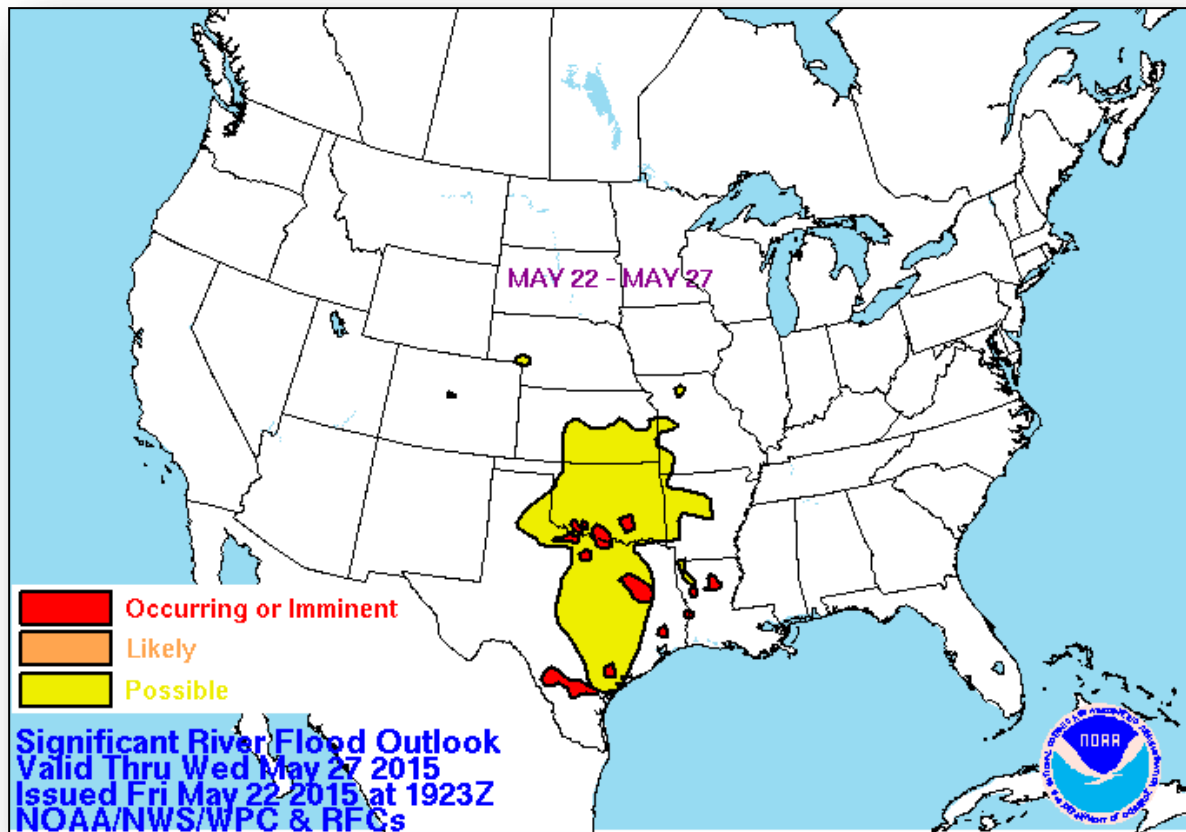 MAY 22 - MAY 27
Occurring or Imminent
Likely
Possible
Significant River Flood Outlook
Valid Thru Wed May 27 2015
Issued Fri May 22 2015 at 1923Z
NOAA/NWS/WPC & RFCs
NOAA